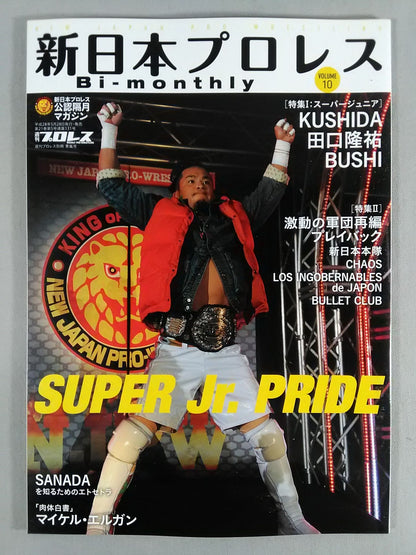 NEW JAPAN PRO-WRESTLING
新日本プロレス
Bi-monthly
VOLUME
10
新日本プロレス
公認隔月
マガジン
週刊プロレス
[特集I:スーパージュニア]
KUSHIDA
田口隆祐
BUSHI
[特集II]
激動の軍団再編
プレイバック
新日本本隊
CHAOS
LOS INGOBERNABLES
de JAPON
BULLET CLUB
NEW JAPAN PRO-WREST
KING OF
NEW JAPAN PRO-W
SUPER Jr. PRIDE
SANADA
を知るためのエトセトラ
「肉体白書」
マイケル・エルガン